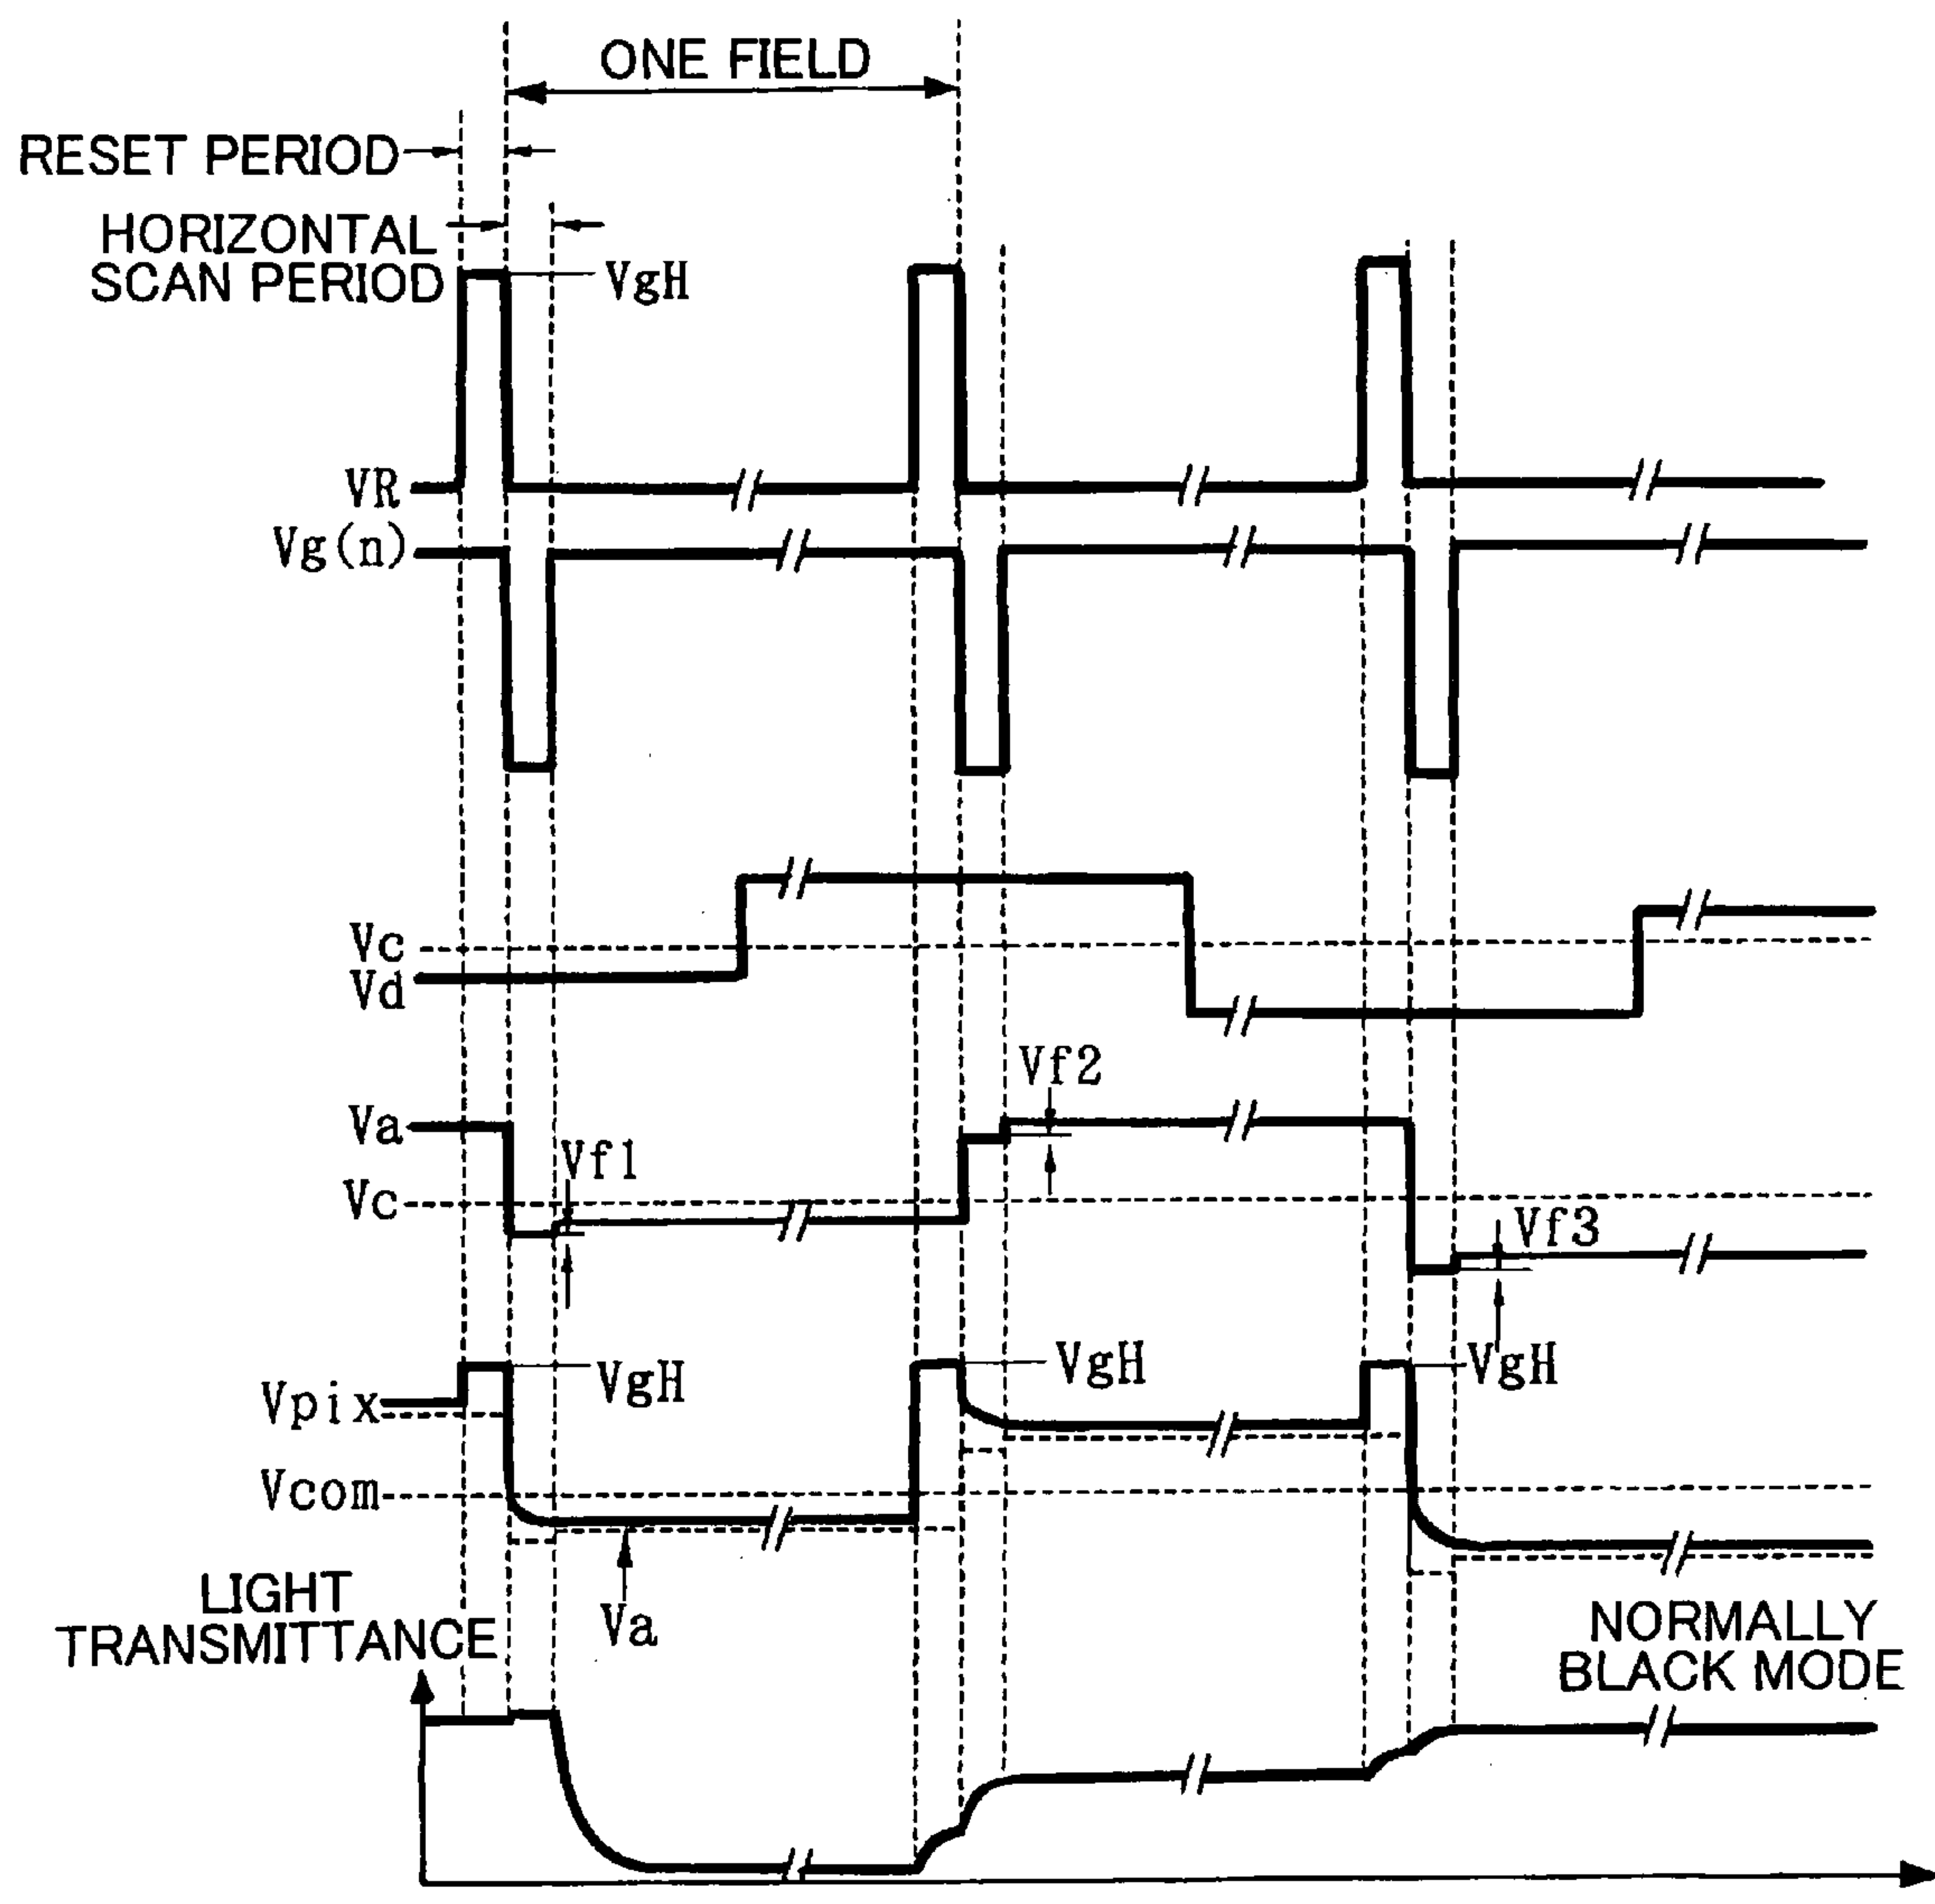 ONE FIELD
RESET PERIOD
HORIZONTAL
SCAN PERIOD
VgH
VR
Vg(n)
Vc
Vd
Vf2
Va
Vf1
Vc
Vf3
VgH
VgH
VgH
Vpix
Vcom
Va
LIGHT
TRANSMITTANCE
NORMALLY
BLACK MODE